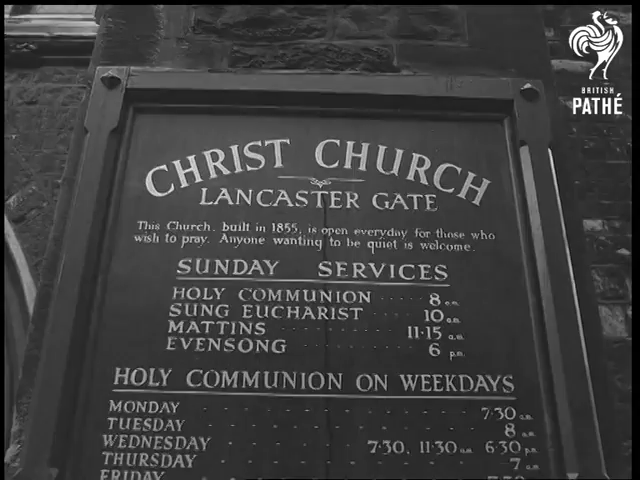 BRITISH
PATHÉ
CHRIST CHURCH
LANCASTER GATE
This Church, built in 1855, is open everyday for those who
wish to pray. Anyone wanting to be quiet is welcome.
SUNDAY SERVICES
HOLY COMMUNION 8 a.m.
SUNG EUCHARIST 10 a.m.
MATTINS 11·15 a.m.
EVENSONG 6 p.m.
HOLY COMMUNION ON WEEKDAYS
MONDAY 7·30 a.m.
TUESDAY 8 a.m.
WEDNESDAY 7·30, 11·30 a.m. 6·30 p.m.
THURSDAY 7 a.m.
FRIDAY